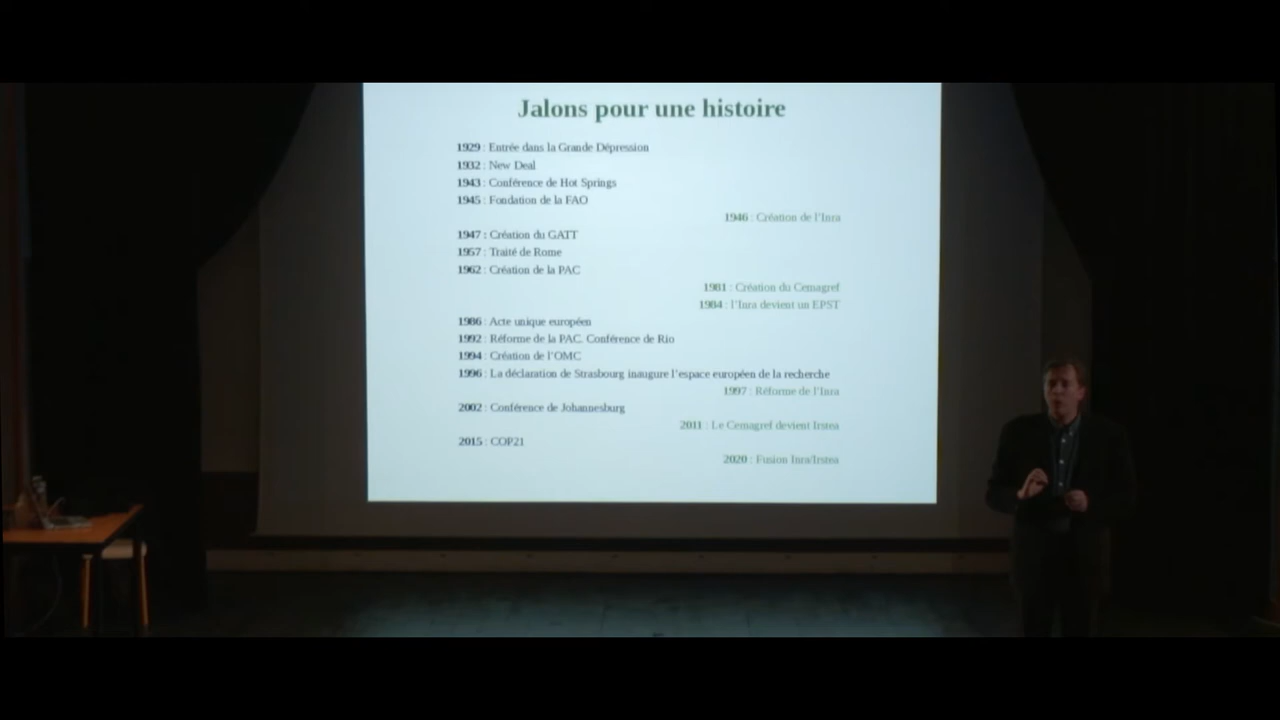 Jalons pour une histoire
1929 : Entrée dans la Grande Dépression
1932 : New Deal
1943 : Conférence de Hot Springs
1945 : Fondation de la FAO
1946 : Création de l'Inra
1947 : Création du GATT
1957 : Traité de Rome
1962 : Création de la PAC
1981 : Création du Cemagref
1984 : l'Inra devient un EPST
1986 : Acte unique européen
1992 : Réforme de la PAC. Conférence de Rio
1994 : Création de l'OMC
1996 : La déclaration de Strasbourg inaugure l'espace européen de la recherche
1997 : Réforme de l'Inra
2002 : Conférence de Johannesburg
2011 : Le Cemagref devient Irstea
2015 : COP21
2020 : Fusion Inra/Irstea